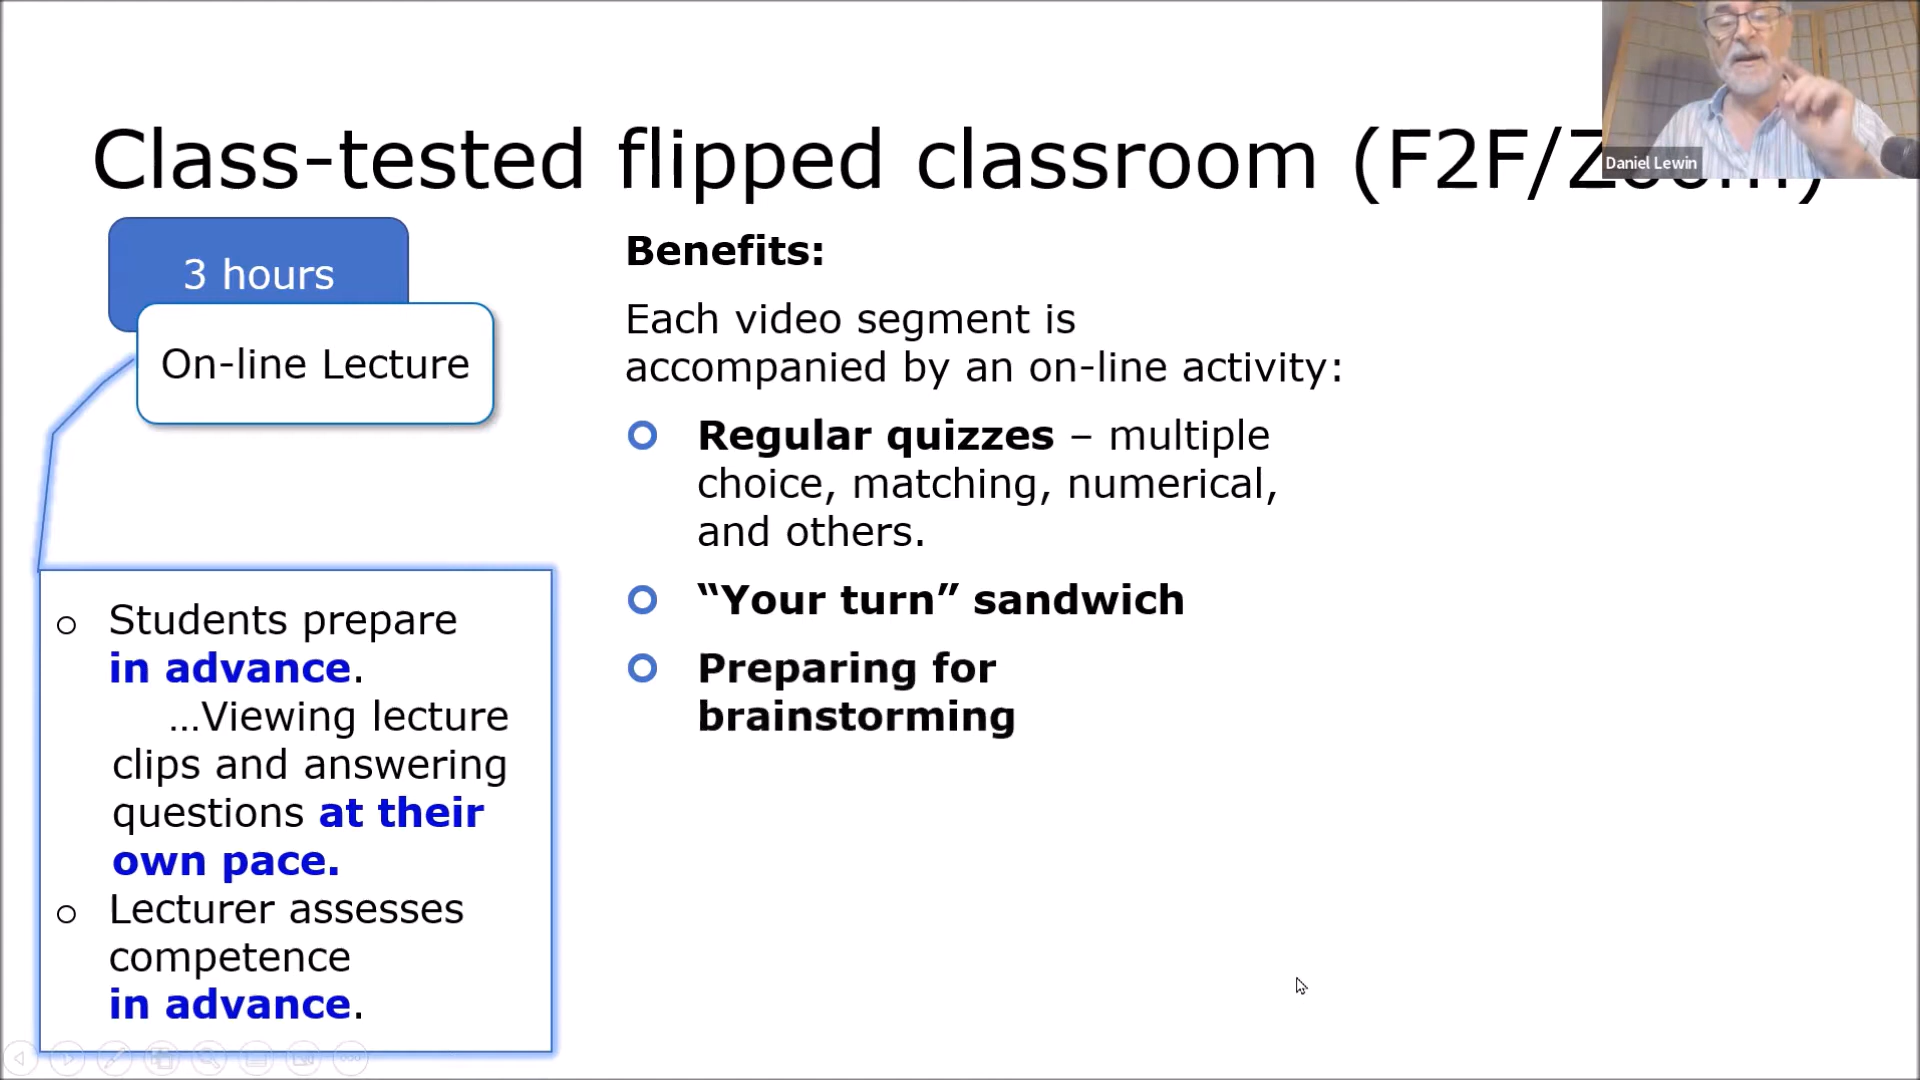 Class-tested flipped classroom (F2F/Zoom)
Daniel Lewin
3 hours
On-line Lecture
Benefits:
Each video segment is
accompanied by an on-line activity:
Regular quizzes – multiple
choice, matching, numerical,
and others.
“Your turn” sandwich
Preparing for
brainstorming
Students prepare
in advance.
...Viewing lecture
clips and answering
questions at their
own pace.
Lecturer assesses
competence
in advance.